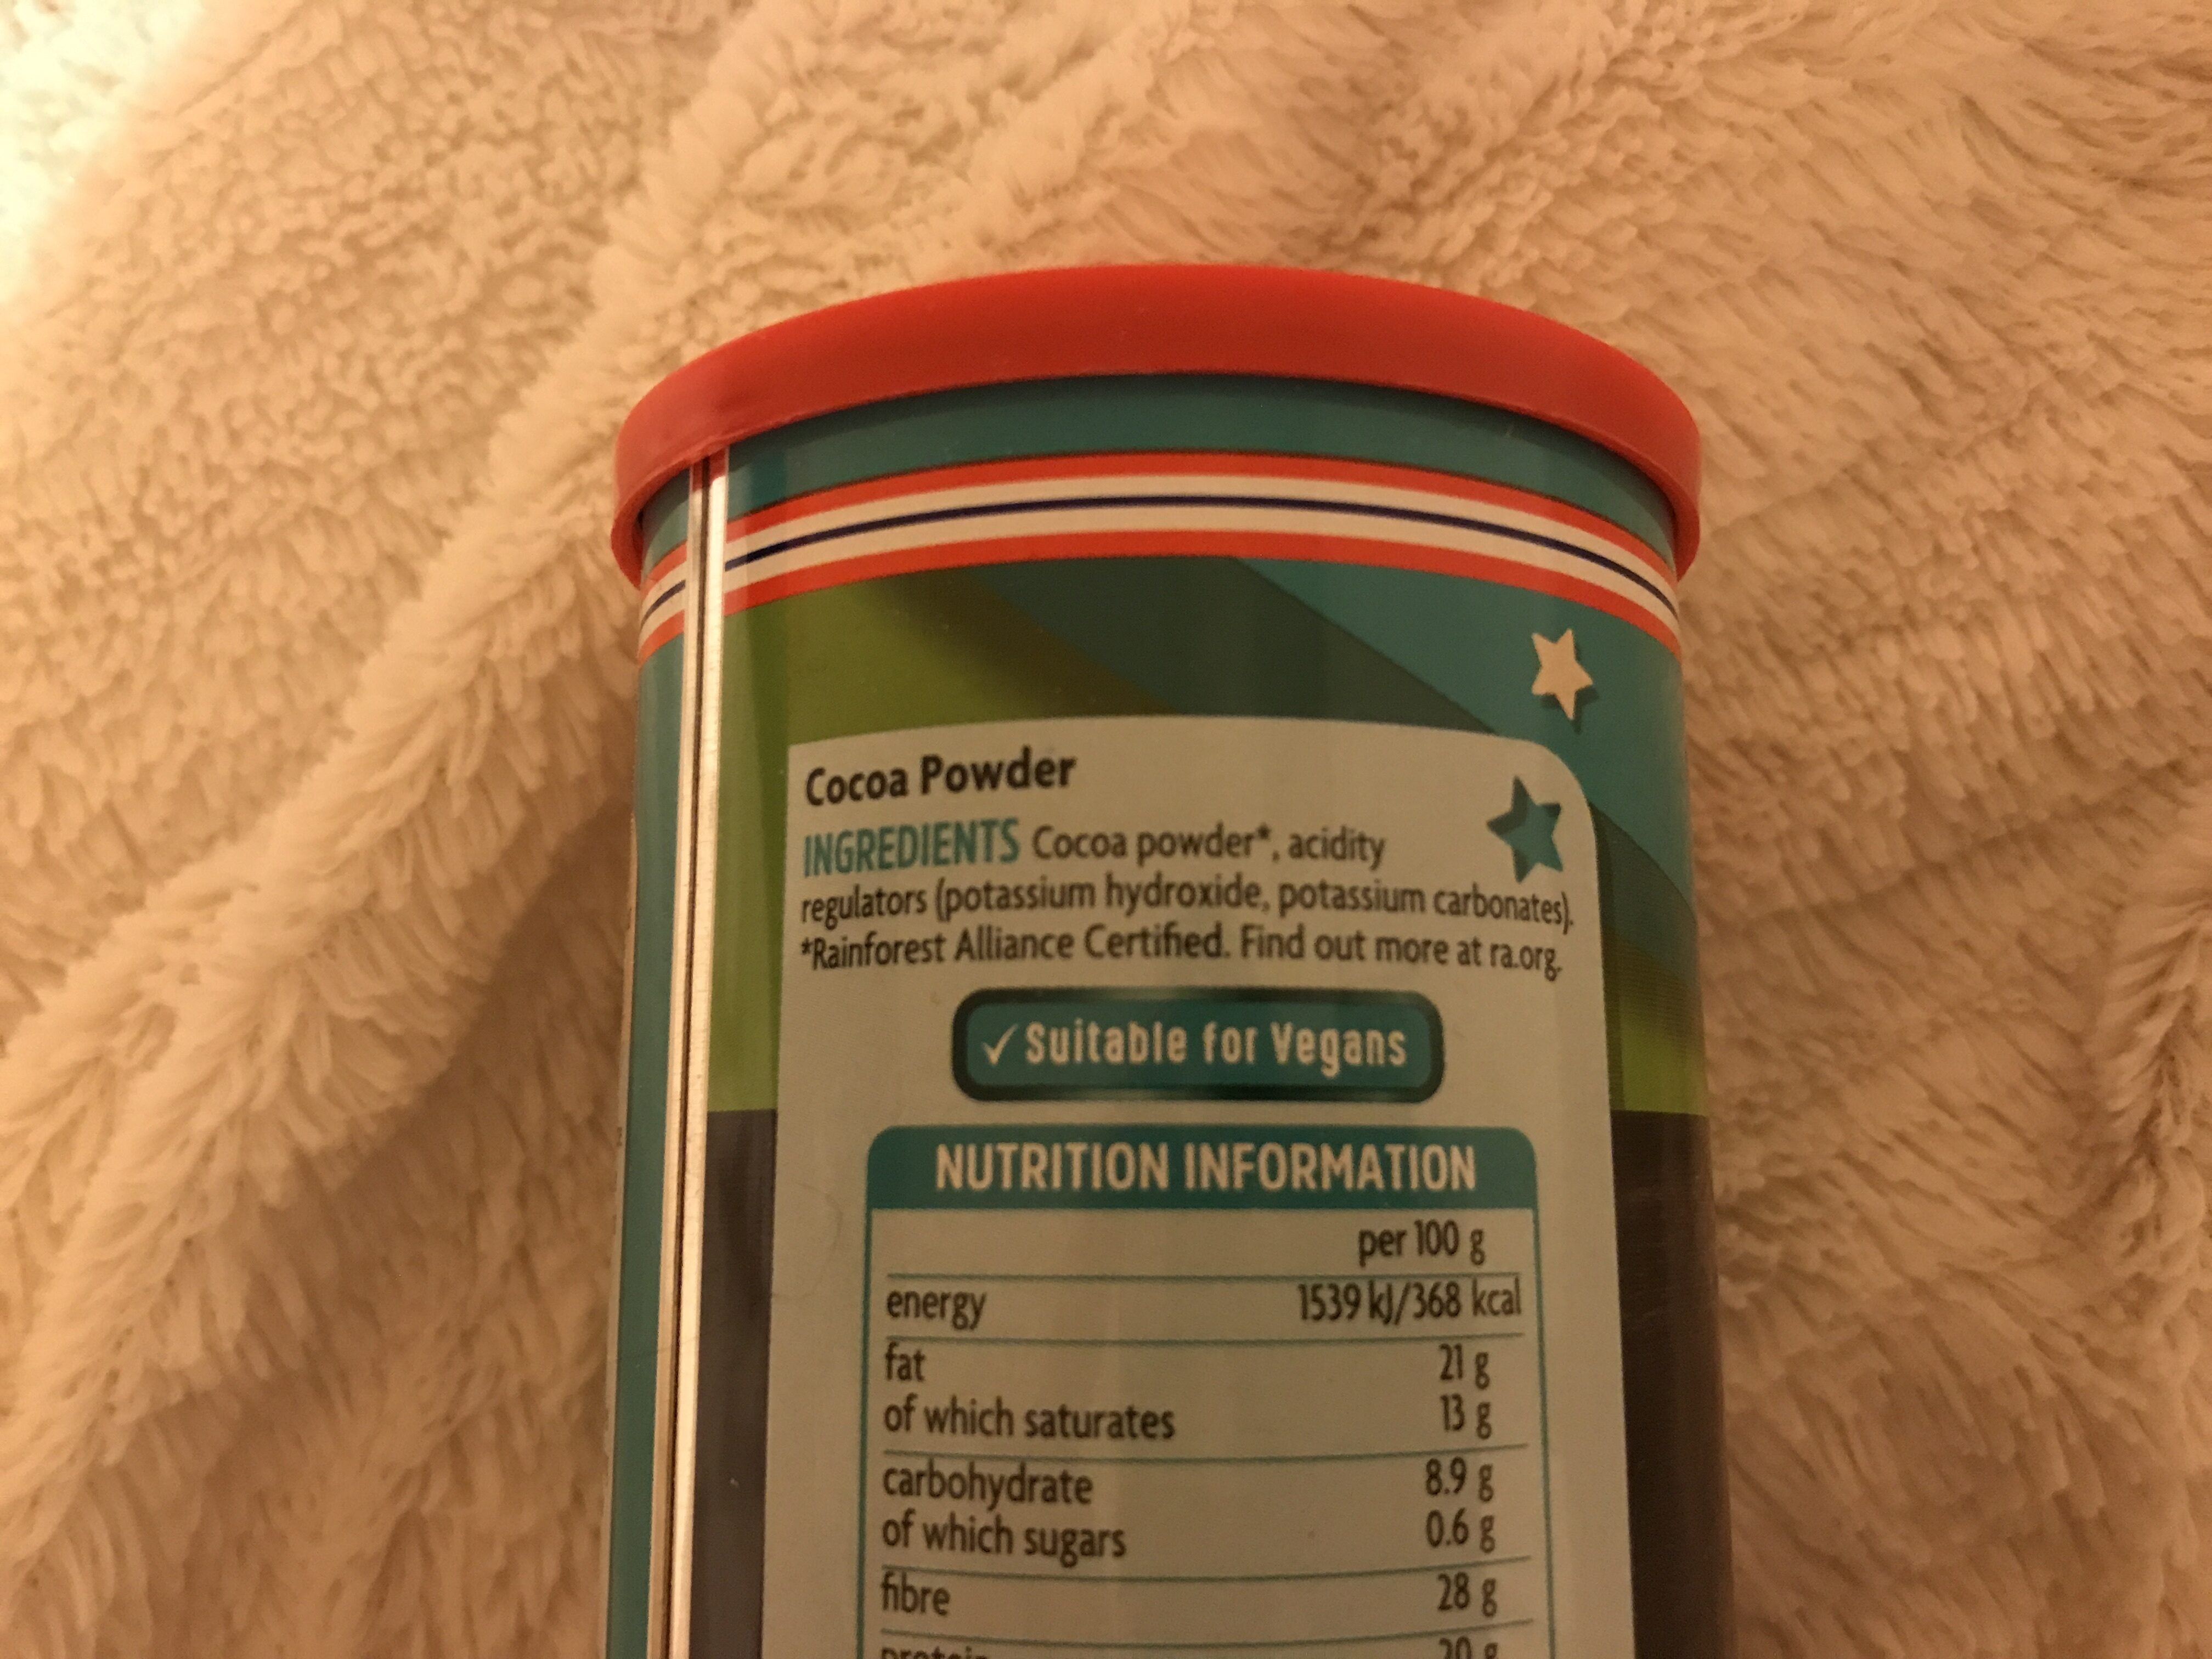 Cocoa Powder
INGREDIENTS Cocoa powder*, acidity
regulators (potassium hydroxide, potassium carbonates).
*Rainforest Alliance Certified. Find out more at ra.org.
✓ Suitable for Vegans
NUTRITION INFORMATION
per 100 g
energy 1539 kJ/368 kcal
fat 21 g
of which saturates 13 g
carbohydrate 8.9 g
of which sugars 0.6 g
fibre 28 g
protein 20 g